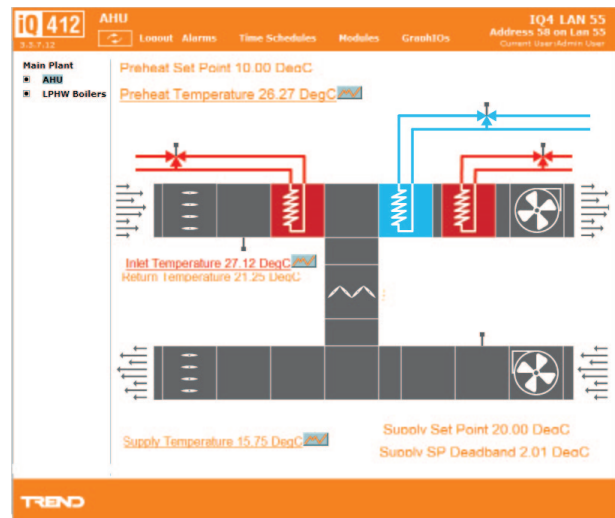 iQ 412
3.5.7.12
AHU
Logout Alarms Time Schedules Modules GraphIOs
IQ4 LAN 55
Address 58 on Lan 55
Current User:Admin User
Main Plant
AHU
LPHW Boilers
Preheat Set Point 10.00 DegC
Preheat Temperature 26.27 DegC
Inlet Temperature 27.12 DegC
Return Temperature 21.25 DegC
Supply Temperature 15.75 DegC
Supply Set Point 20.00 DegC
Supply SP Deadband 2.01 DegC
TREND